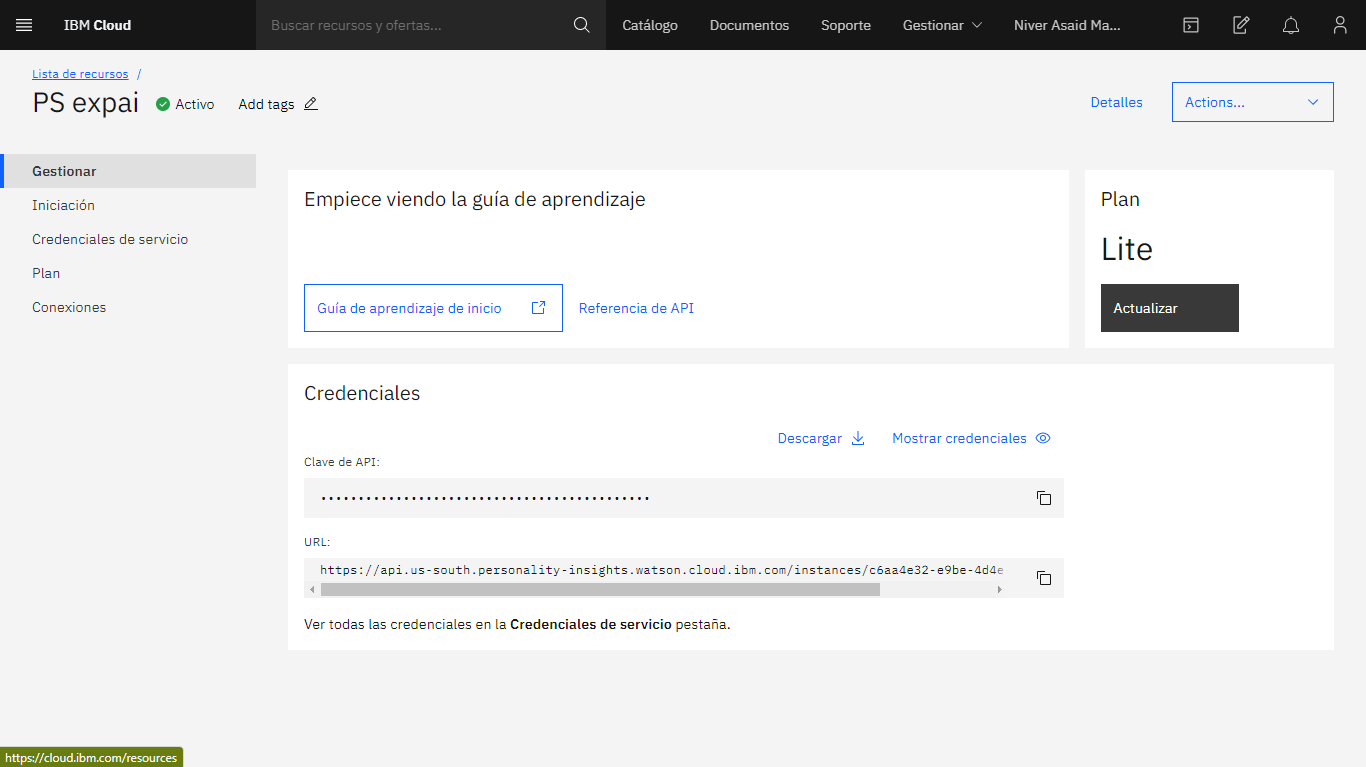 IBM Cloud
Buscar recursos y ofertas...
Catálogo
Documentos
Soporte
Gestionar
Niver Asaid Ma...
Lista de recursos /
PS expai
Activo
Add tags
Detalles
Actions...
Gestionar
Iniciación
Credenciales de servicio
Plan
Conexiones
Empiece viendo la guía de aprendizaje
Guía de aprendizaje de inicio
Referencia de API
Plan
Lite
Actualizar
Credenciales
Descargar
Mostrar credenciales
Clave de API:
URL:
https://api.us-south.personality-insights.watson.cloud.ibm.com/instances/c6aa4e32-e9be-4d4e
Ver todas las credenciales en la Credenciales de servicio pestaña.
https://cloud.ibm.com/resources